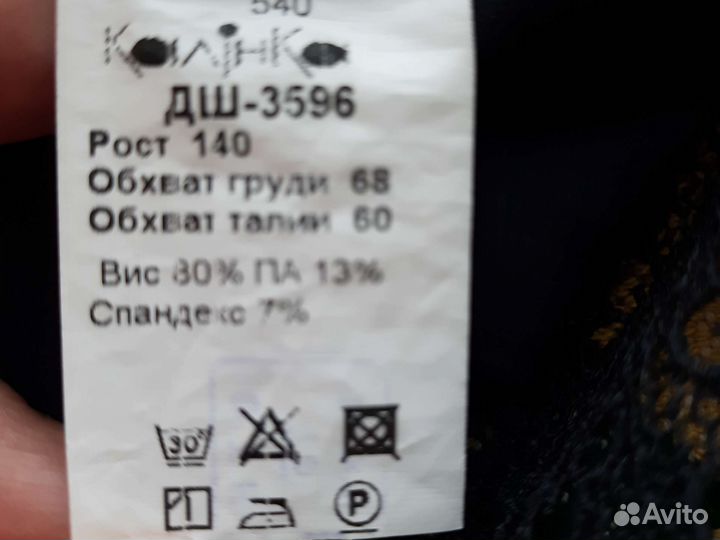 540
КалінКа
ДШ-3596
Рост 140
Обхват груди 68
Обхват талии 60
Вис 80% ПА 13%
Спандекс 7%
30°
P
Avito